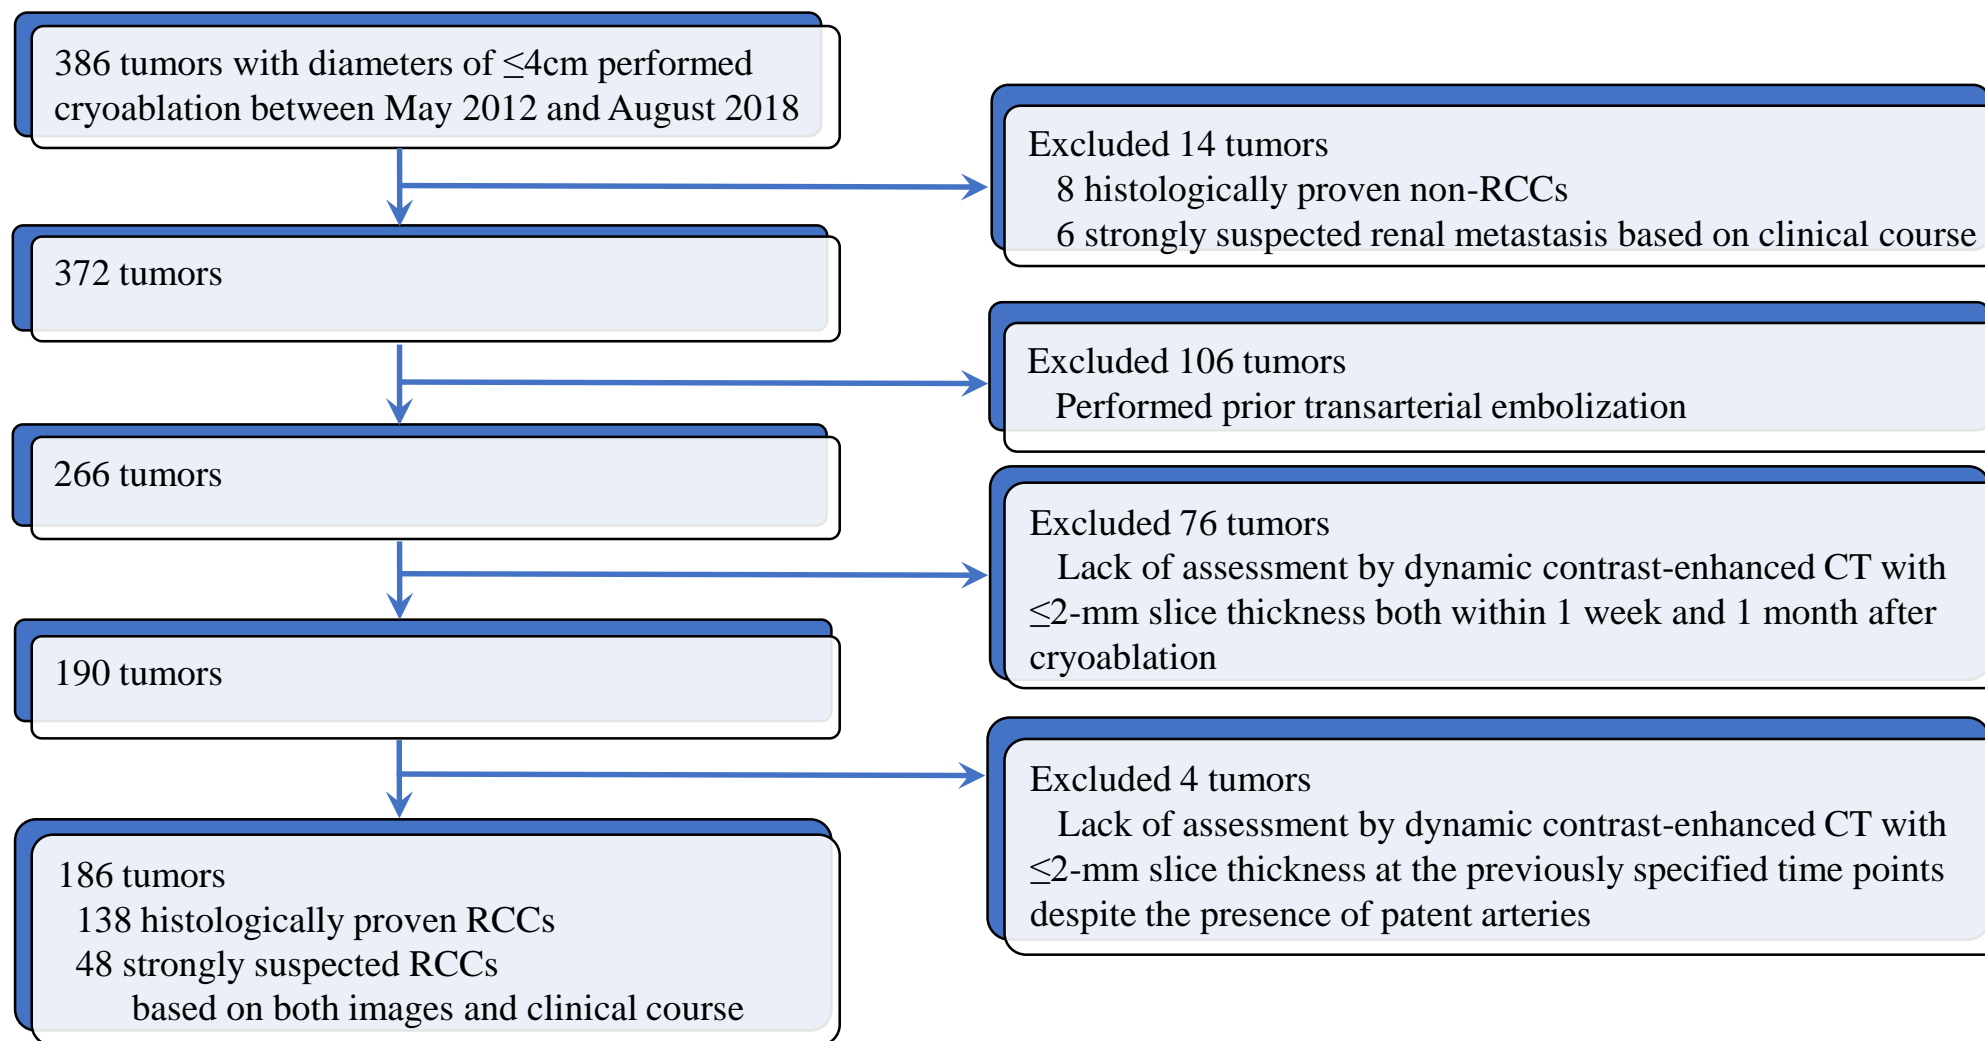 386 tumors with diameters of ≤4cm performed
cryoablation between May 2012 and August 2018
Excluded 14 tumors
8 histologically proven non-RCCs
6 strongly suspected renal metastasis based on clinical course
372 tumors
Excluded 106 tumors
Performed prior transarterial embolization
266 tumors
Excluded 76 tumors
Lack of assessment by dynamic contrast-enhanced CT with
≤2-mm slice thickness both within 1 week and 1 month after
cryoablation
190 tumors
Excluded 4 tumors
Lack of assessment by dynamic contrast-enhanced CT with
≤2-mm slice thickness at the previously specified time points
despite the presence of patent arteries
186 tumors
138 histologically proven RCCs
48 strongly suspected RCCs
based on both images and clinical course